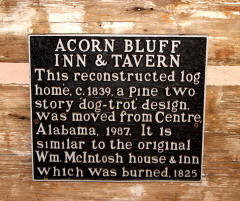 ACORN BLUFF
INN & TAVERN
This reconstructed log
home, c. 1839, a pine two
story dog-trot design,
was moved from Centre,
Alabama, 1987. It is
similar to the original
Wm. McIntosh house & inn
which was burned, 1825